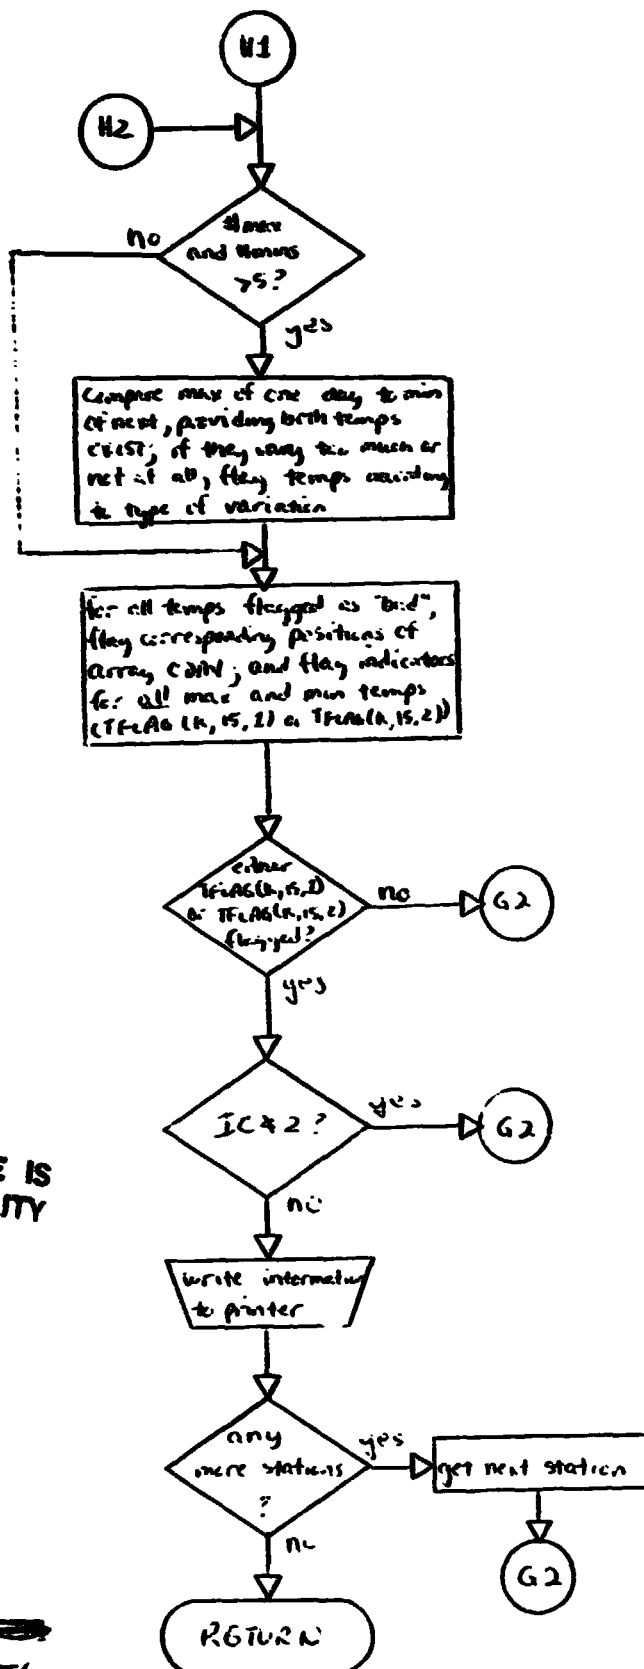 H1
H2
#max
and #mins
>5?
no
yes
Compare max of one day to min
of next, providing both temps
exist; if they vary too much or
not at all, flag temps according
to type of variation
for all temps flagged as "bad",
flag corresponding positions of
array ; and flag indicators
for all max and min temps
(TFLAG(K,15,1) or TFLAG(K,15,2))
either
TFLAG(K,15,1)
or TFLAG(K,15,2)
flagged?
no
G2
yes
yes
G2
E IS
ITY
no
write information
to printer
any
more stations
?
yes
get next station
no
G2
RETURN